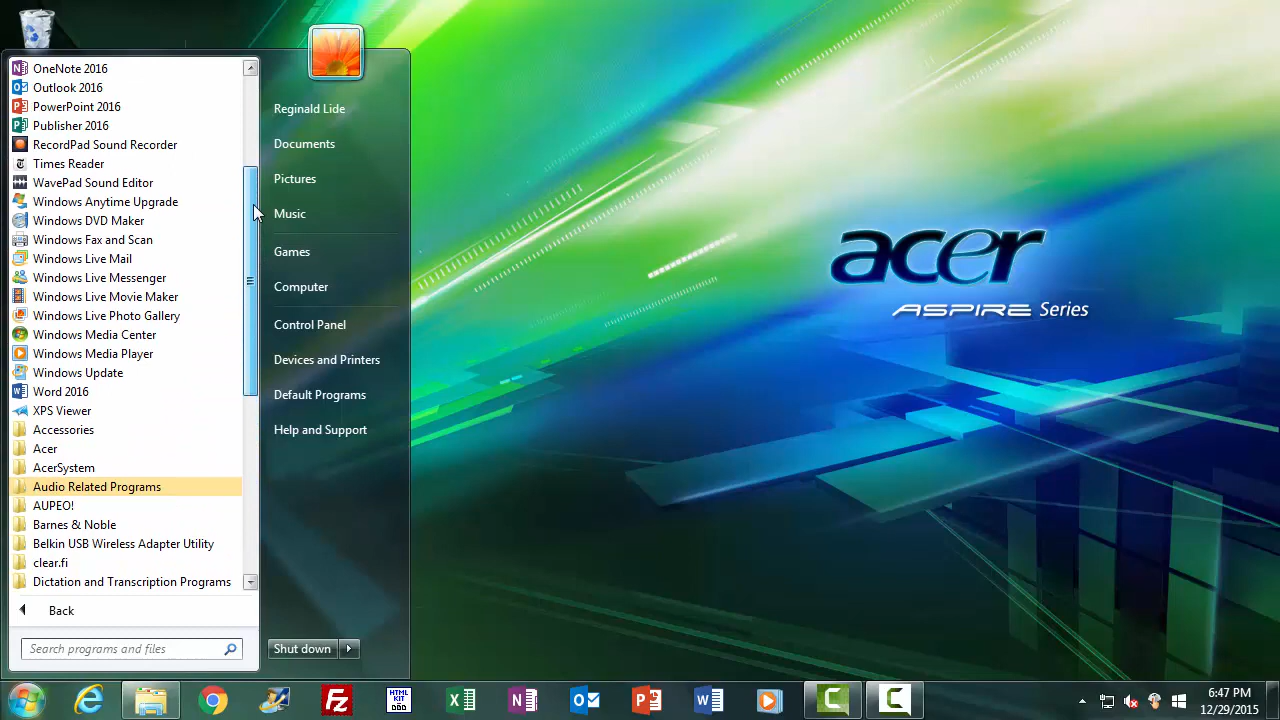 OneNote 2016
Outlook 2016
PowerPoint 2016
Publisher 2016
RecordPad Sound Recorder
Times Reader
WavePad Sound Editor
Windows Anytime Upgrade
Windows DVD Maker
Windows Fax and Scan
Windows Live Mail
Windows Live Messenger
Windows Live Movie Maker
Windows Live Photo Gallery
Windows Media Center
Windows Media Player
Windows Update
Word 2016
XPS Viewer
Accessories
Acer
AcerSystem
Audio Related Programs
AUPEO!
Barnes & Noble
Belkin USB Wireless Adapter Utility
clear.fi
Dictation and Transcription Programs
Back
Search programs and files
Reginald Lide
Documents
Pictures
Music
Games
Computer
Control Panel
Devices and Printers
Default Programs
Help and Support
Shut down
acer
ASPIRE Series
Fz
HTML
KIT
6:47 PM
12/29/2015